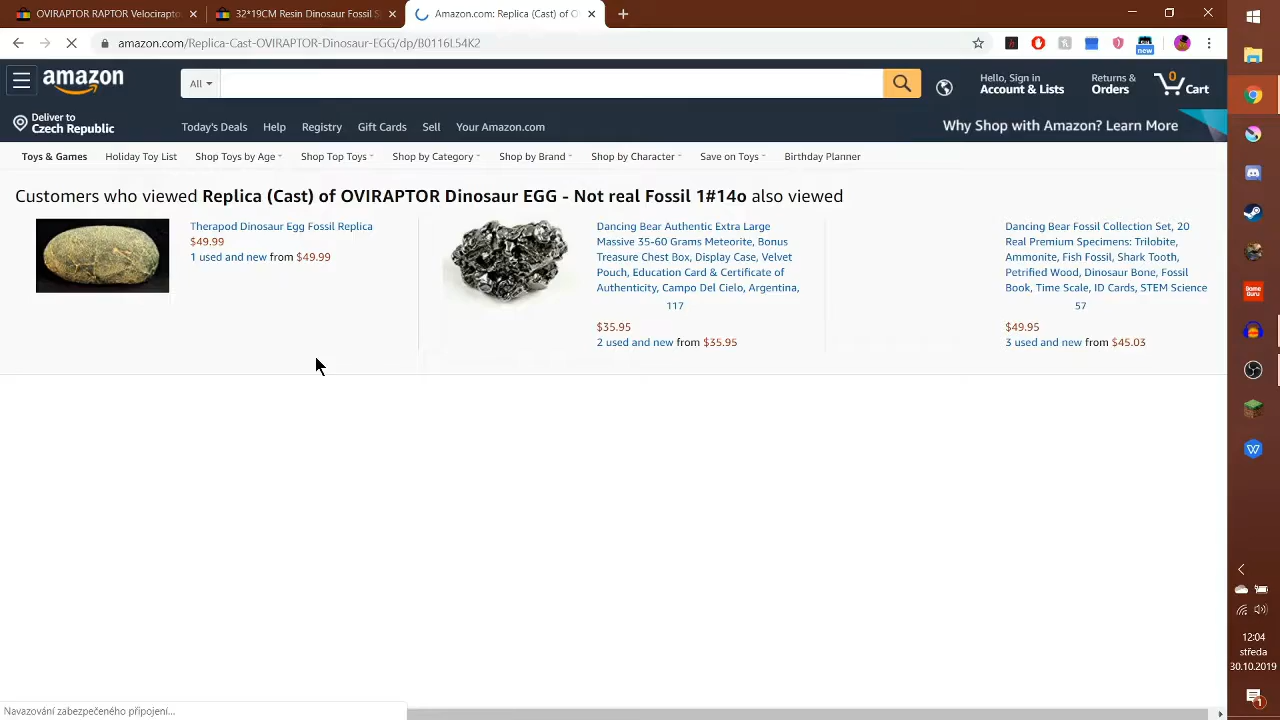 OVIRAPTOR RAPTOR Velocirapto
32*19CM Resin Dinosaur Fossil S
Amazon.com: Replica (Cast) of O
amazon.com/Replica-Cast-OVIRAPTOR-Dinosaur-EGG/dp/B0116L54K2
new
amazon
All
Hello, Sign in
Account & Lists
Returns &
Orders
0
Cart
Deliver to
Czech Republic
Today's Deals
Help
Registry
Gift Cards
Sell
Your Amazon.com
Why Shop with Amazon? Learn More
Toys & Games
Holiday Toy List
Shop Toys by Age
Shop Top Toys
Shop by Category
Shop by Brand
Shop by Character
Save on Toys
Birthday Planner
Customers who viewed Replica (Cast) of OVIRAPTOR Dinosaur EGG - Not real Fossil 1#14o also viewed
Therapod Dinosaur Egg Fossil Replica
$49.99
1 used and new from $49.99
Dancing Bear Authentic Extra Large
Massive 35-60 Grams Meteorite, Bonus
Treasure Chest Box, Display Case, Velvet
Pouch, Education Card & Certificate of
Authenticity, Campo Del Cielo, Argentina,
117
$35.95
2 used and new from $35.95
Dancing Bear Fossil Collection Set, 20
Real Premium Specimens: Trilobite,
Ammonite, Fish Fossil, Shark Tooth,
Petrified Wood, Dinosaur Bone, Fossil
Book, Time Scale, ID Cards, STEM Science
57
$49.95
3 used and new from $45.03
Navazování zabezpečeného připojení...
12:04
středa
30.10.2019
1